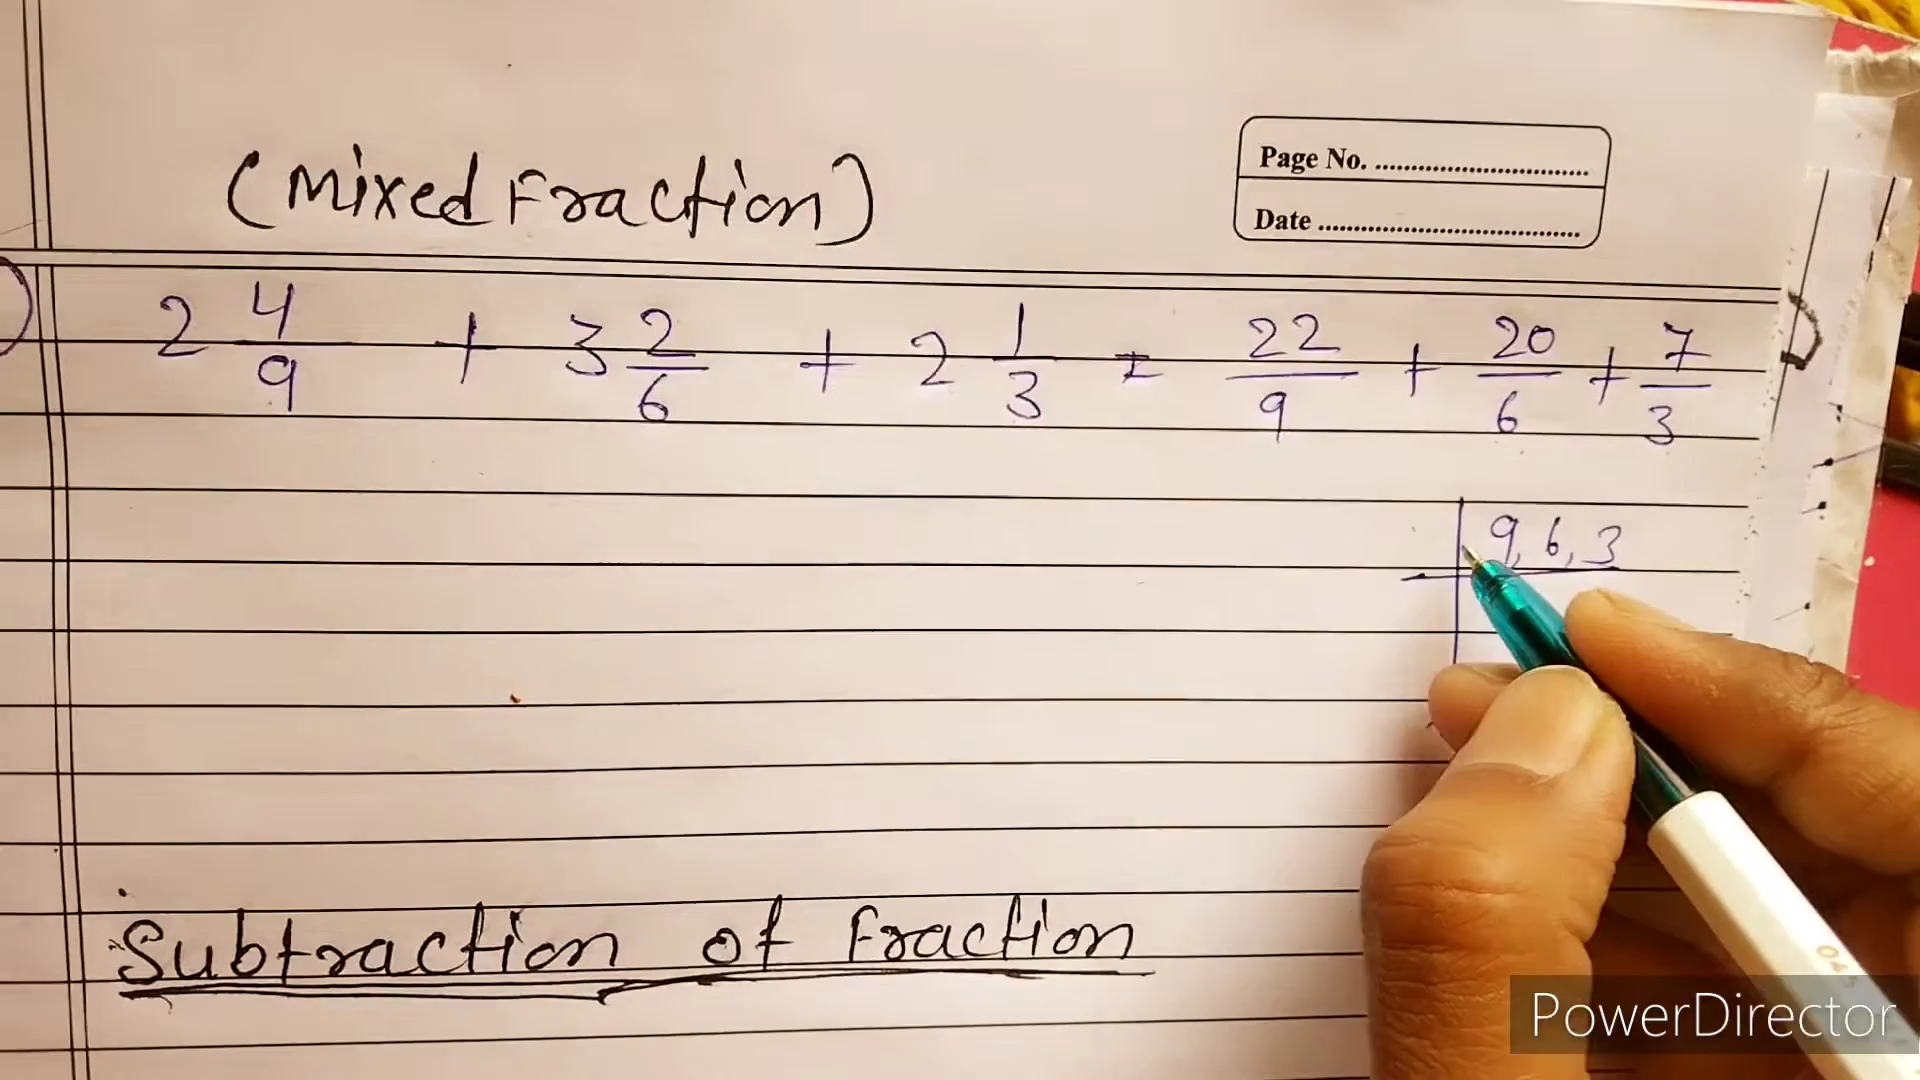 (Mixed Fraction)
Page No. ..............................
Date .....................................
2 4/9 + 3 2/6 + 2 1/3 = 22/9 + 20/6 + 7/3
9, 6, 3
Subtraction of Fraction
04
PowerDirector